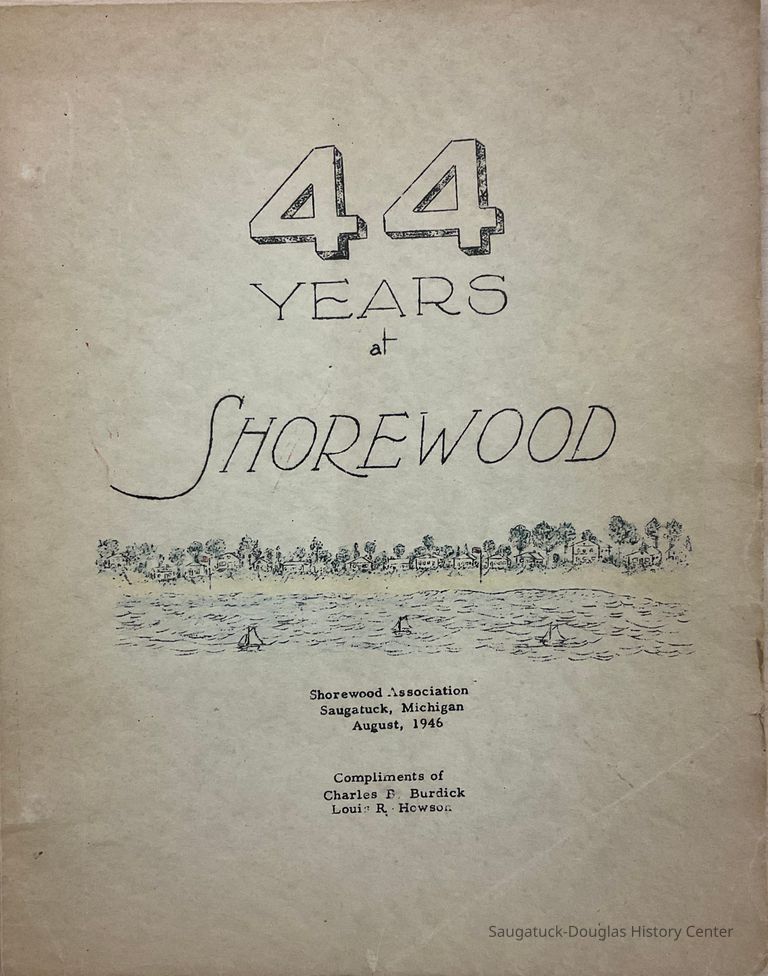 44
YEARS
at
SHOREWOOD
Shorewood Association
Saugatuck, Michigan
August, 1946
Compliments of
Charles B. Burdick
Louis R. Howson
Saugatuck-Douglas History Center